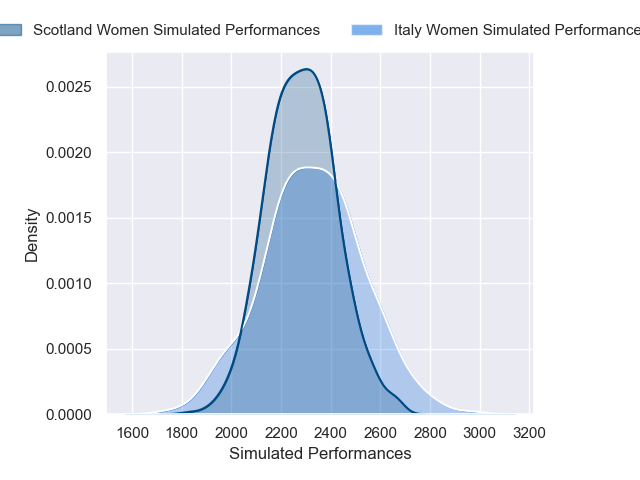 Scotland Women Simulated Performances Italy Women Simulated Performance
0.0025
0.0020
0.0015
0.0010
0.0005
0.0000
Density
1600 1800 2000 2200 2400 2600 2800 3000 3200
Simulated Performances